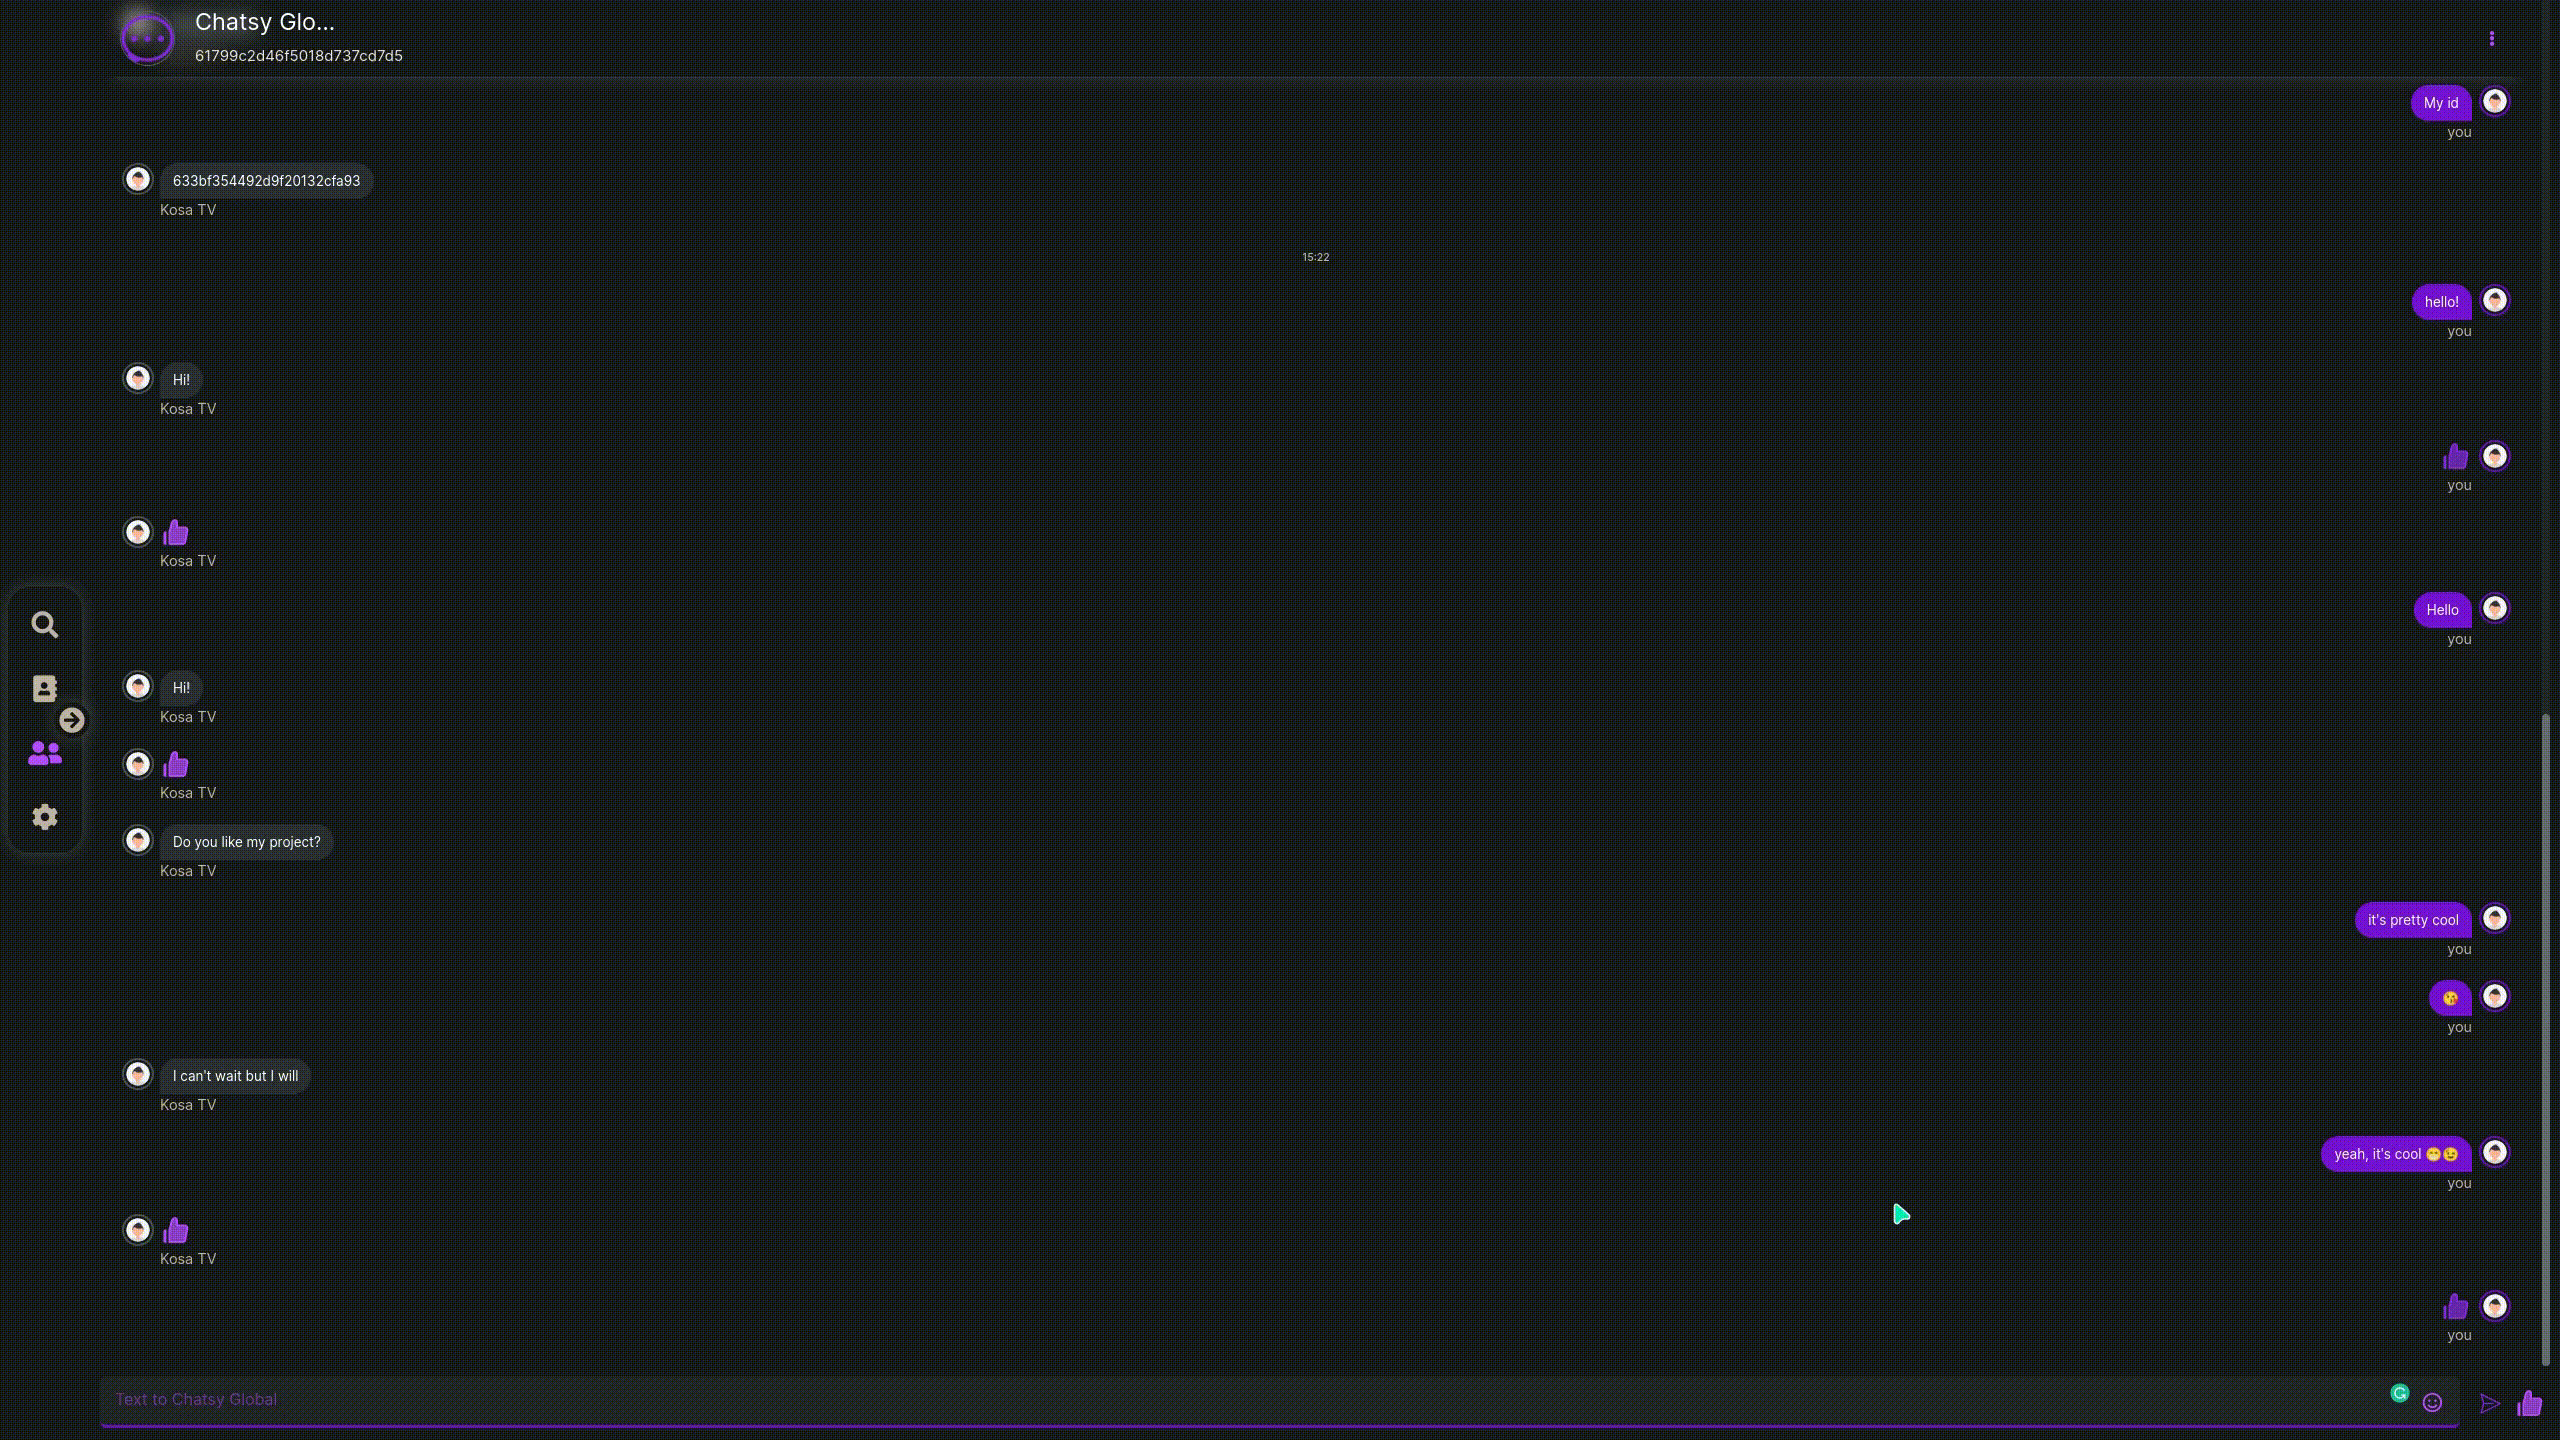 Chatsy Glo...
61799c2d46f5018d737cd7d5
My id
you
633bf354492d9f20132cfa93
Kosa TV
15:22
hello!
you
Hi!
Kosa TV
you
Kosa TV
Hello
you
Hi!
Kosa TV
Kosa TV
Do you like my project?
Kosa TV
it's pretty cool
you
😘
you
I can't wait but I will
Kosa TV
yeah, it's cool 😁😉
you
Kosa TV
you
Text to Chatsy Global